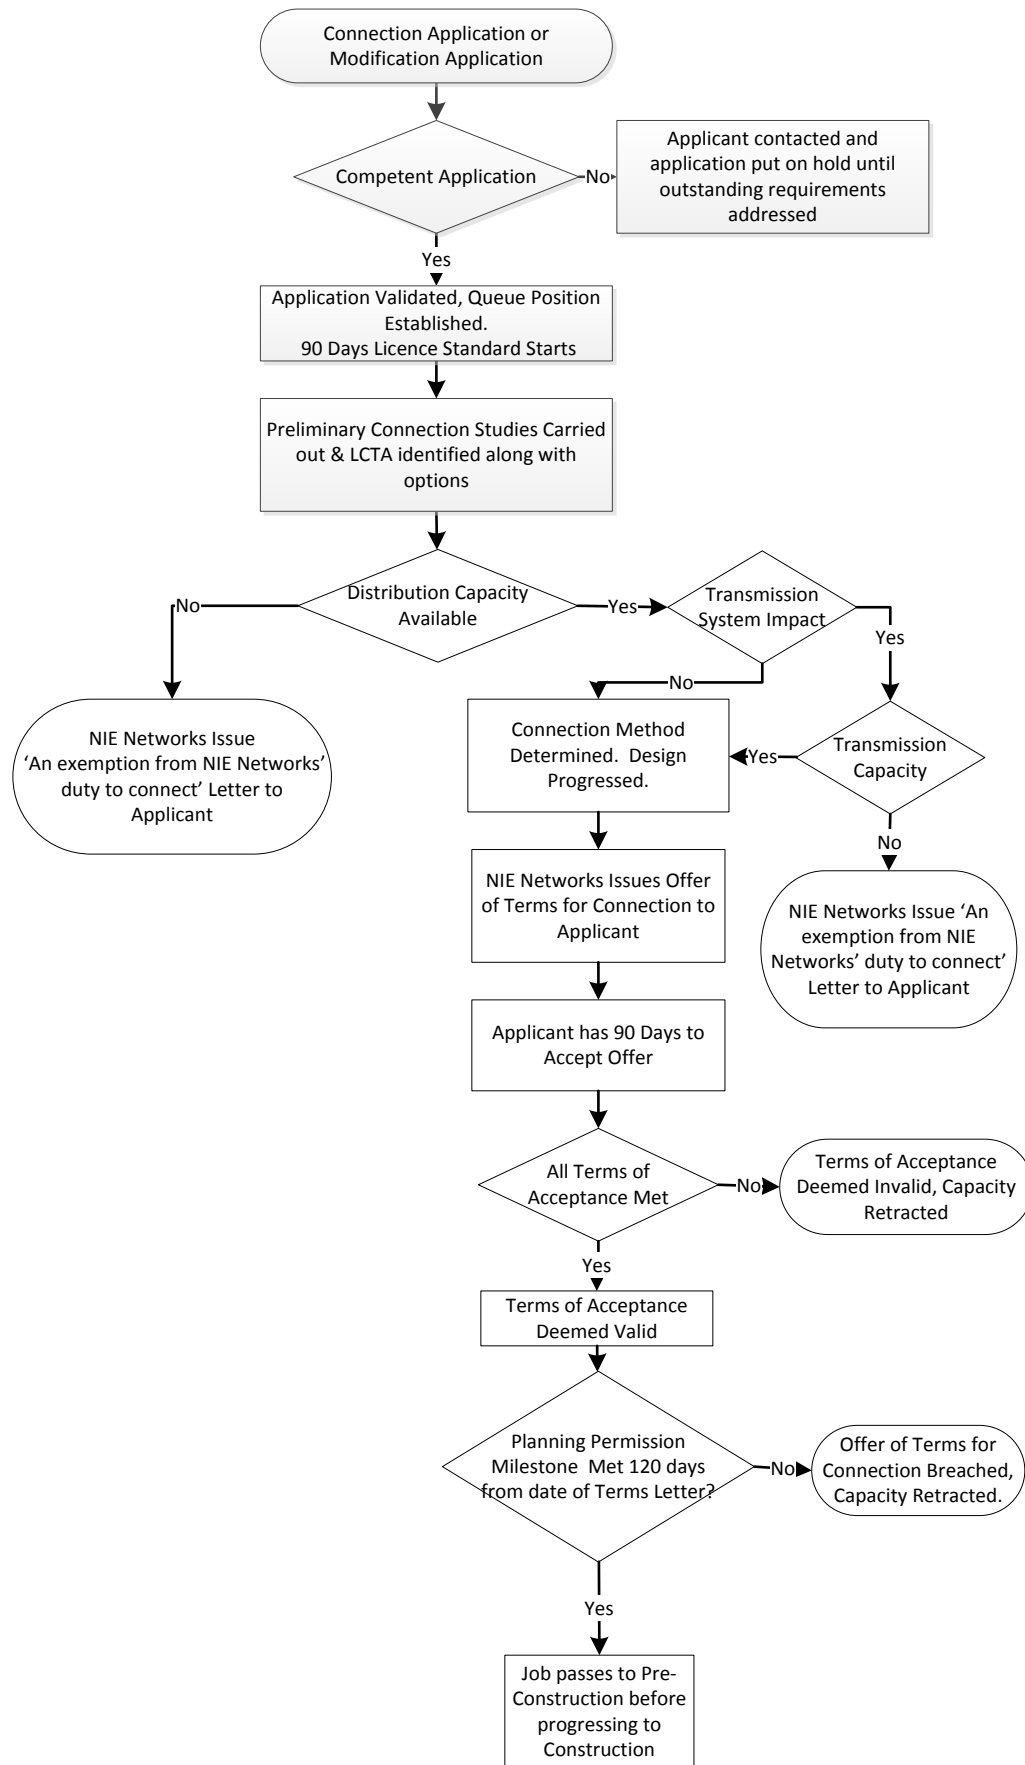 Connection Application or
Modification Application
Competent Application
No
Applicant contacted and
application put on hold until
outstanding requirements
addressed
Yes
Application Validated, Queue Position
Established.
90 Days Licence Standard Starts
Preliminary Connection Studies Carried
out & LCTA identified along with
options
Distribution Capacity
Available
No
Yes
Transmission
System Impact
Yes
No
NIE Networks Issue
‘An exemption from NIE Networks’
duty to connect’ Letter to
Applicant
Connection Method
Determined.  Design
Progressed.
Yes
Transmission
Capacity
No
NIE Networks Issues Offer
of Terms for Connection to
Applicant
NIE Networks Issue ‘An
exemption from NIE
Networks’ duty to connect’
Letter to Applicant
Applicant has 90 Days to
Accept Offer
All Terms of
Acceptance Met
No
Terms of Acceptance
Deemed Invalid, Capacity
Retracted
Yes
Terms of Acceptance
Deemed Valid
Planning Permission
Milestone  Met 120 days
from date of Terms Letter?
No
Offer of Terms for
Connection Breached,
Capacity Retracted.
Yes
Job passes to Pre-
Construction before
progressing to
Construction